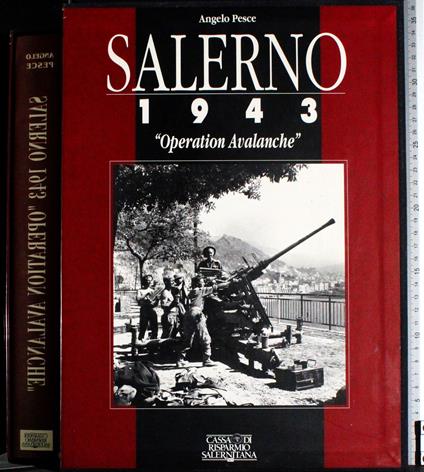 Angelo Pesce
SALERNO
1943
"Operation Avalanche"
CASSA DI
RISPARMIO
SALERNITANA
ANGELO
PESCE
SALERNO 1943 "OPERATION AVALANCHE"